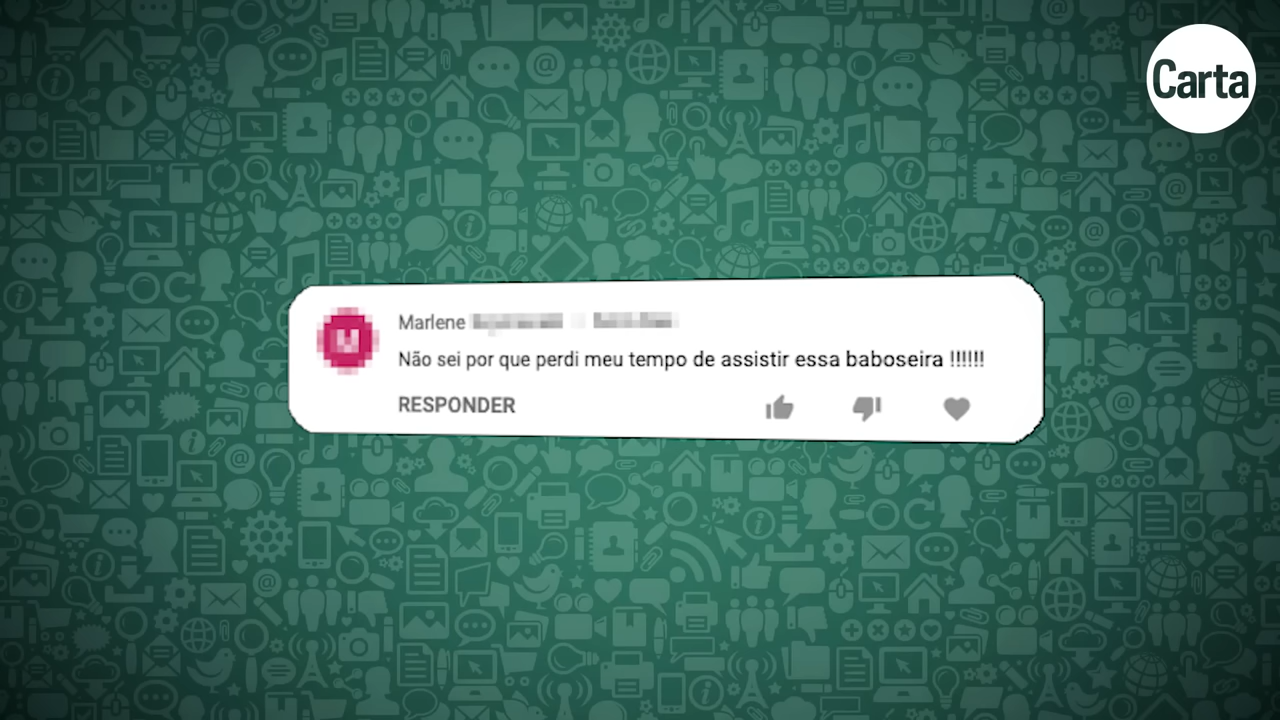 Carta
Marlene
Não sei por que perdi meu tempo de assistir essa baboseira !!!!!!
RESPONDER